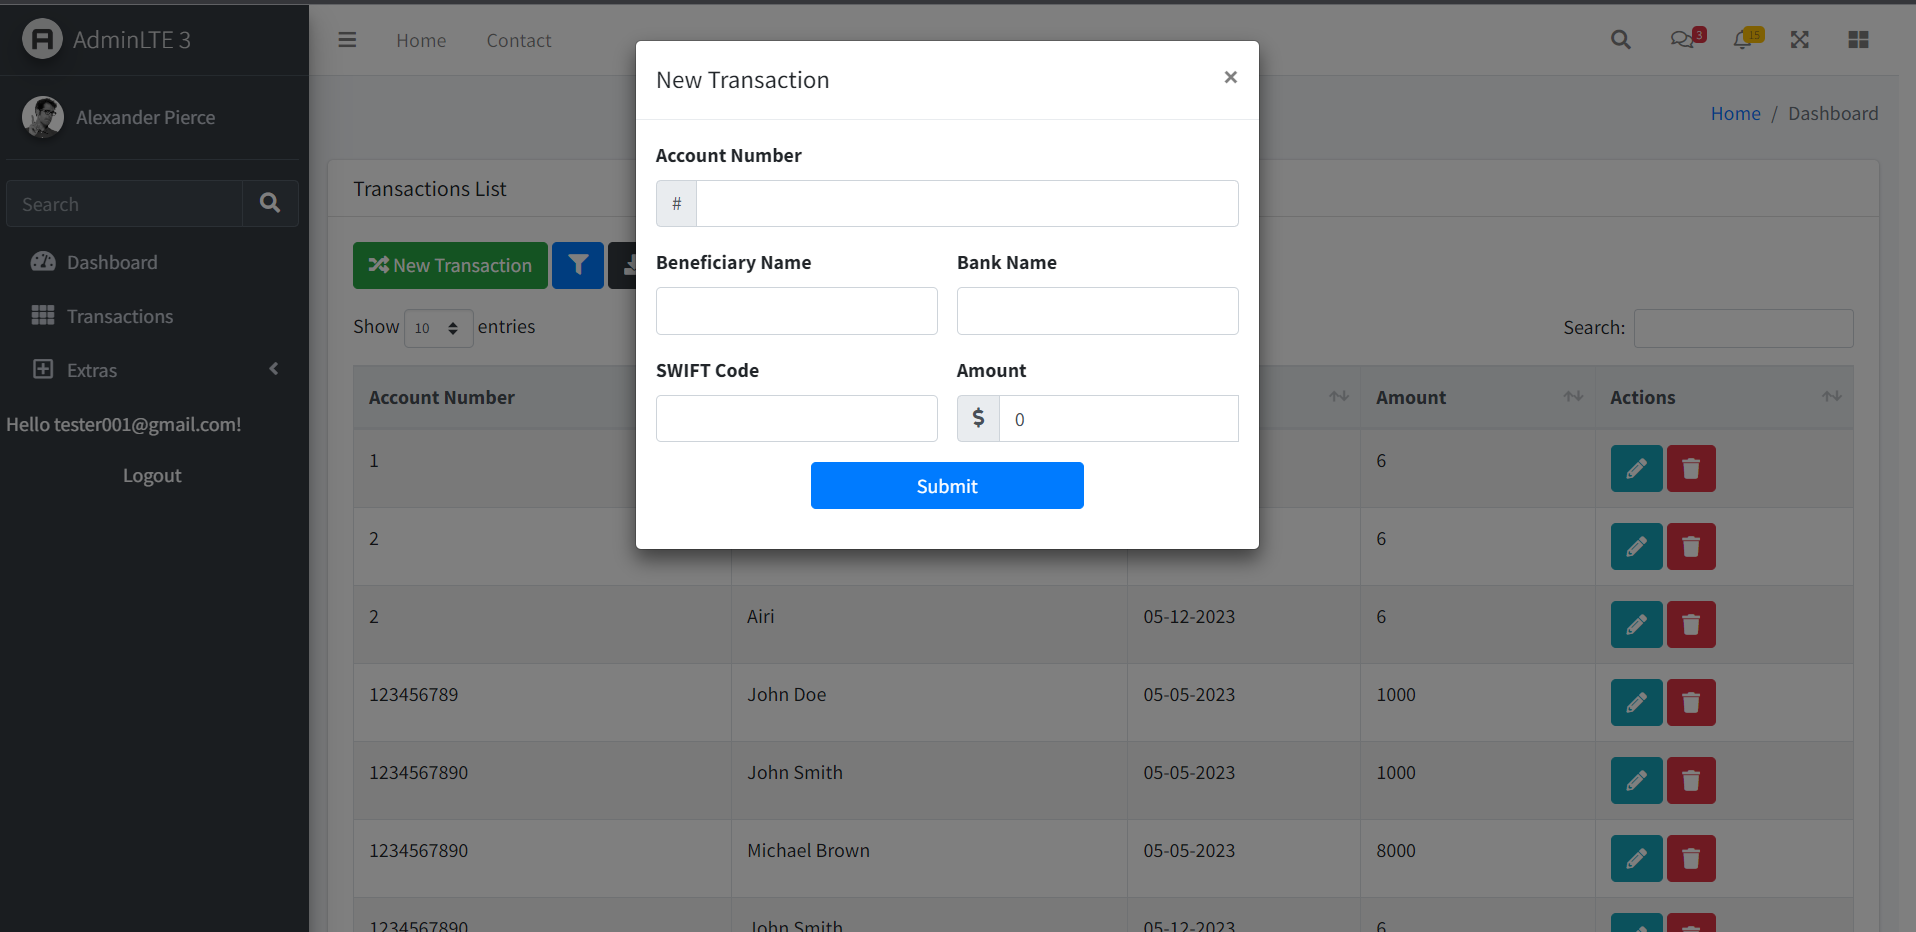 AdminLTE 3
Home
Contact
3
15
Alexander Pierce
Home / Dashboard
Search
Dashboard
Transactions
Extras
Hello tester001@gmail.com!
Logout
Transactions List
New Transaction
Show 10 entries
Search:
Account Number
Amount
Actions
1
6
2
6
2
Airi
05-12-2023
6
123456789
John Doe
05-05-2023
1000
1234567890
John Smith
05-05-2023
1000
1234567890
Michael Brown
05-05-2023
8000
1234567890
John Smith
05-12-2023
6
New Transaction
×
Account Number
#
Beneficiary Name
Bank Name
SWIFT Code
Amount
$ 0
Submit